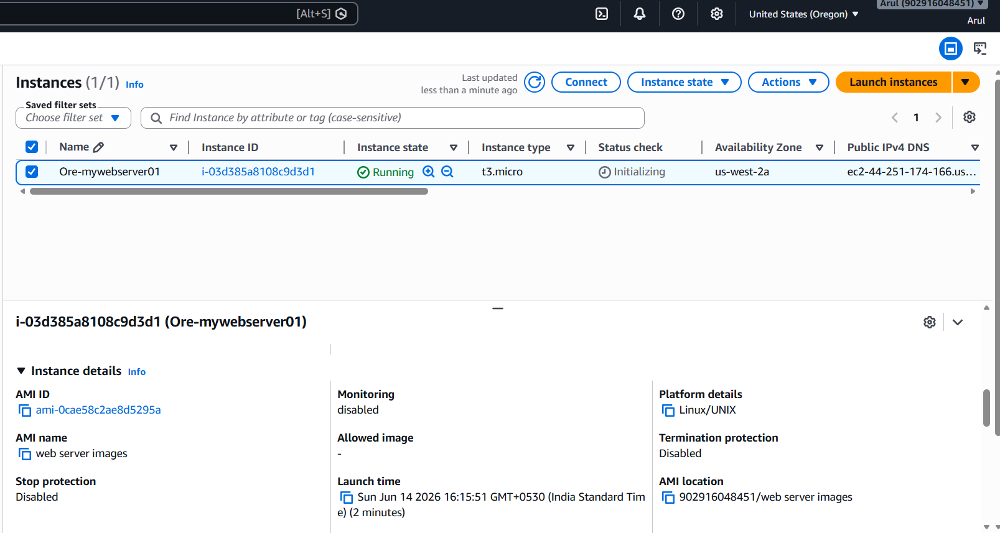 [Alt+S]
United States (Oregon)
Arul (902916048451)
Arul
Instances (1/1) Info
Last updated
less than a minute ago
Connect
Instance state
Actions
Launch instances
Saved filter sets
Choose filter set
Find Instance by attribute or tag (case-sensitive)
1
Name Instance ID Instance state Instance type Status check Availability Zone Public IPv4 DNS
Ore-mywebserver01 i-03d385a8108c9d3d1 Running t3.micro Initializing us-west-2a ec2-44-251-174-166.us...
i-03d385a8108c9d3d1 (Ore-mywebserver01)
Instance details Info
AMI ID
ami-0cae58c2ae8d5295a
Monitoring
disabled
Platform details
Linux/UNIX
AMI name
web server images
Allowed image
-
Termination protection
Disabled
Stop protection
Disabled
Launch time
Sun Jun 14 2026 16:15:51 GMT+0530 (India Standard Tim
e) (2 minutes)
AMI location
902916048451/web server images